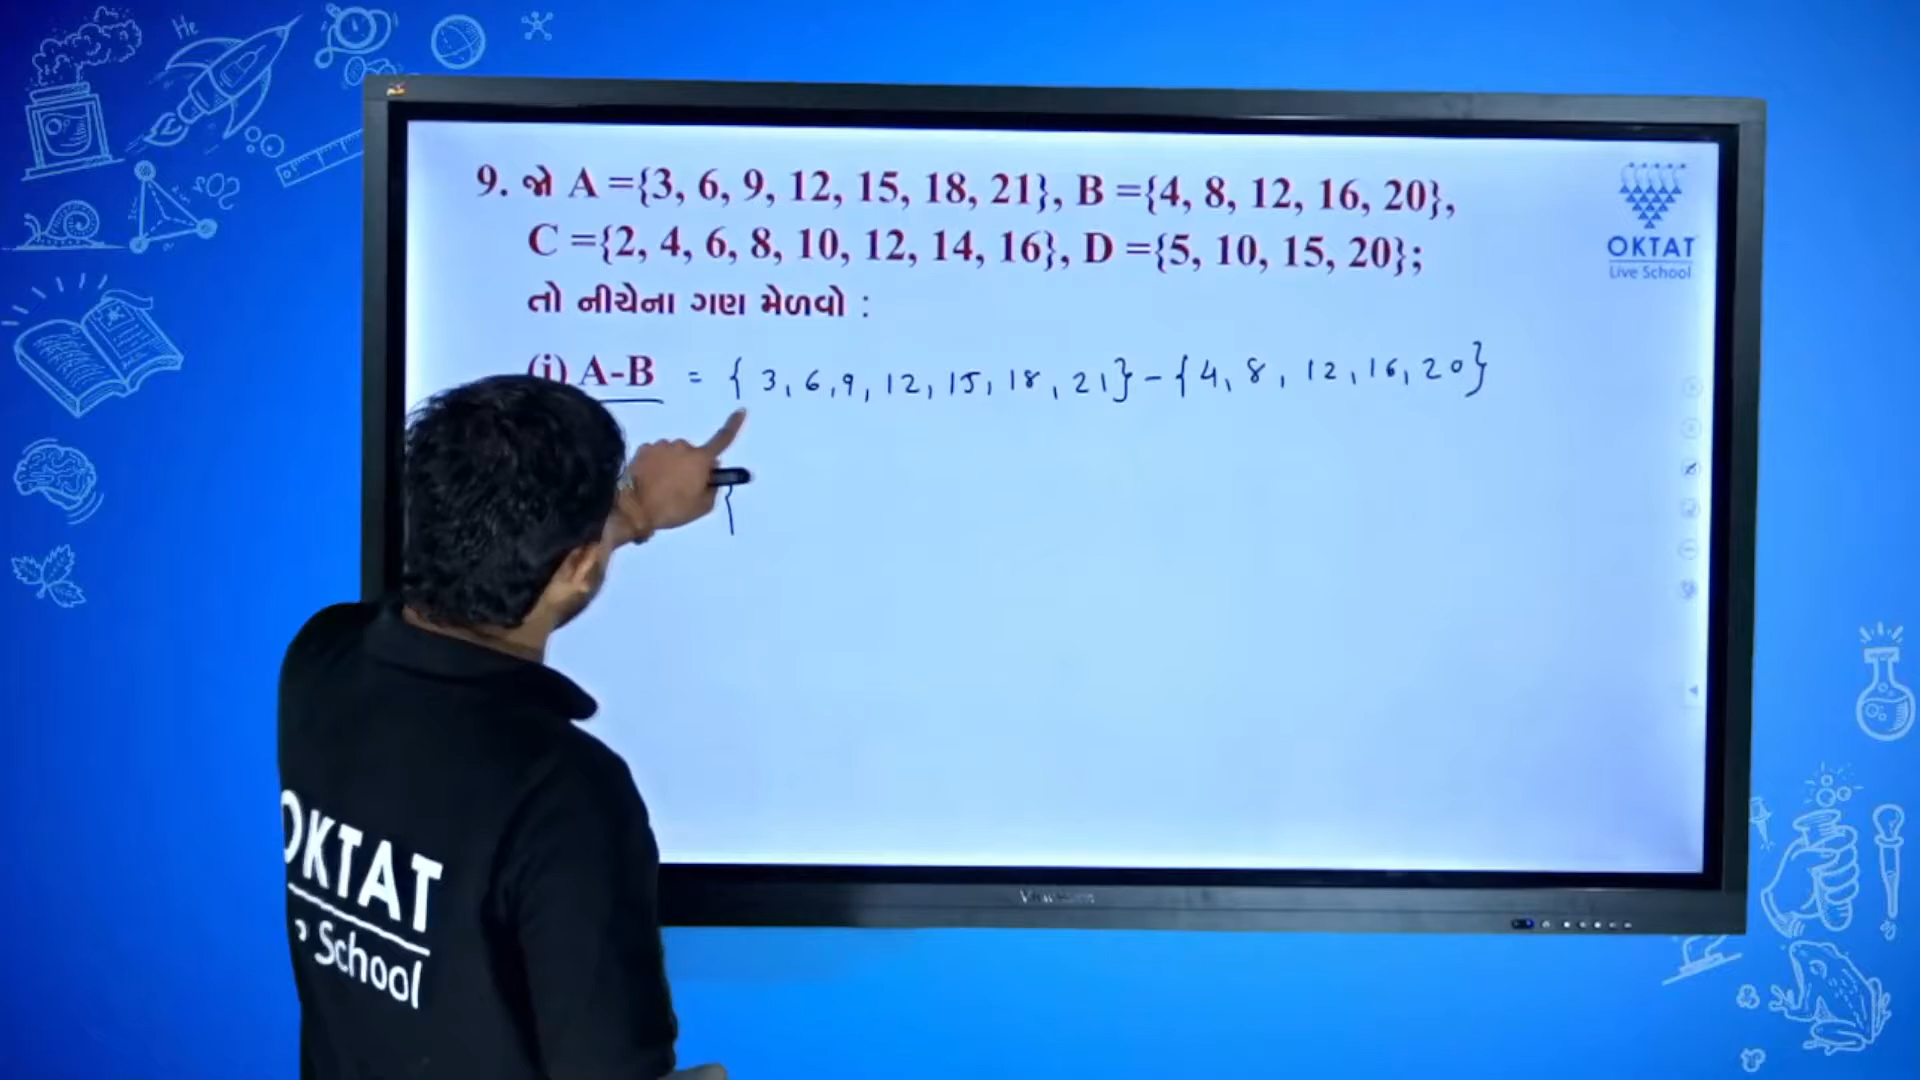 9. જો A ={3, 6, 9, 12, 15, 18, 21}, B ={4, 8, 12, 16, 20},
C ={2, 4, 6, 8, 10, 12, 14, 16}, D ={5, 10, 15, 20};
તો નીચેના ગણ મેળવો :
(i) A-B = { 3, 6, 9, 12, 15, 18, 21} - {4, 8, 12, 16, 20}
{
OKTAT
Live School
He
OKTAT
School
ViewSonic